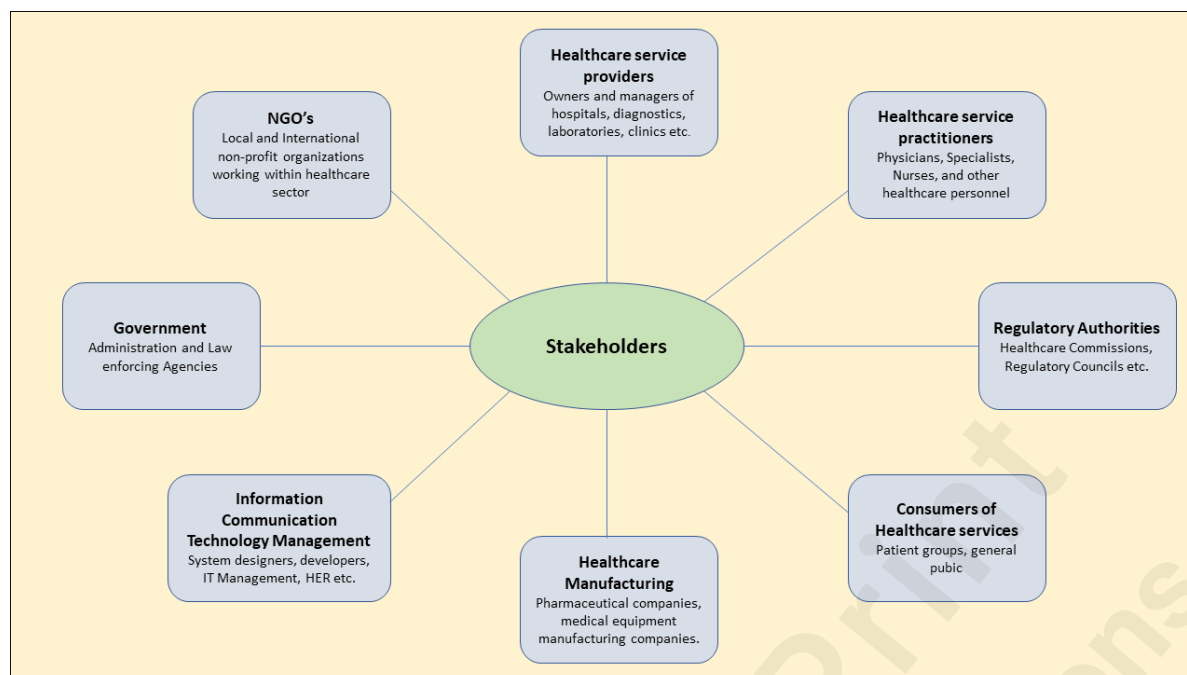 Healthcare service
providers
Owners and managers of
hospitals, diagnostics,
laboratories, clinics etc.
NGO's
Local and International
non-profit organizations
working within healthcare
sector
Healthcare service
practitioners
Physicians, Specialists,
Nurses, and other
healthcare personnel
Government
Administration and Law
enforcing Agencies
Stakeholders
Regulatory Authorities
Healthcare Commissions,
Regulatory Councils etc.
Information
Communication
Technology Management
System designers, developers,
IT Management, HER etc.
Healthcare
Manufacturing
Pharmaceutical companies,
medical equipment
manufacturing companies.
Consumers of
Healthcare services
Patient groups, general
pubic
Print